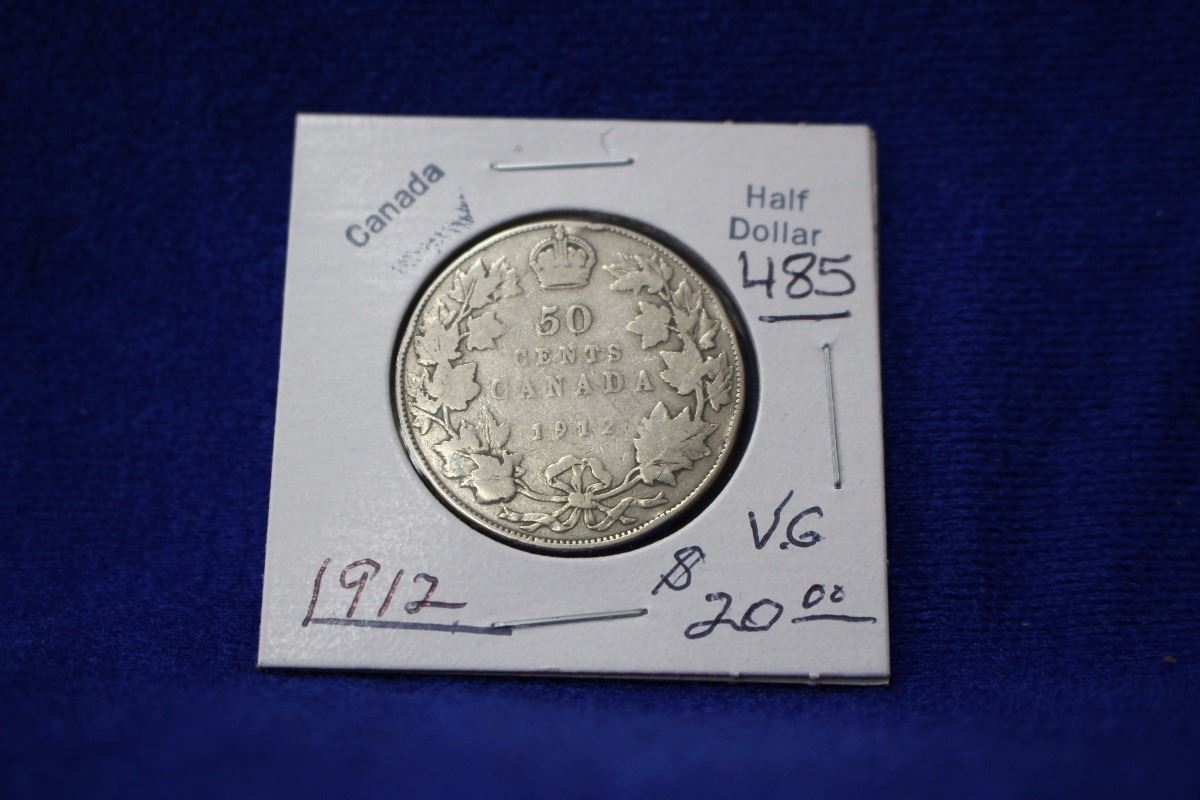 Canada
Half
Dollar
485
50
CENTS
CANADA
1912
V.G
1912
$
20 00